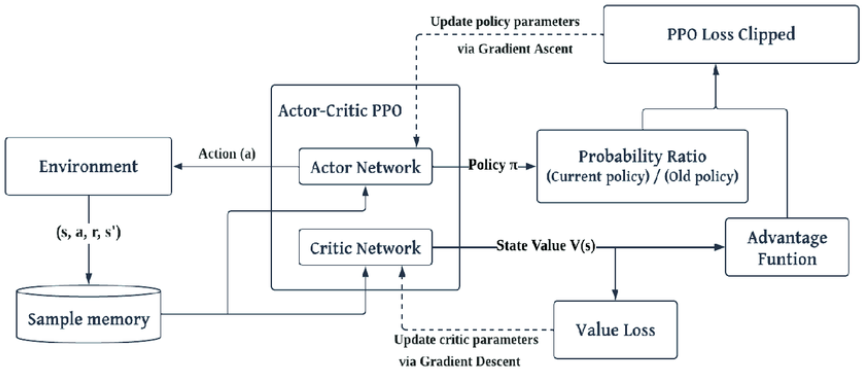 Update policy parameters
via Gradient Ascent
PPO Loss Clipped
Actor-Critic PPO
Environment
Action (a)
Actor Network
Policy π
Probability Ratio
(Current policy) / (Old policy)
(s, a, r, s')
Critic Network
State Value V(s)
Advantage
Funtion
Sample memory
Update critic parameters
via Gradient Descent
Value Loss